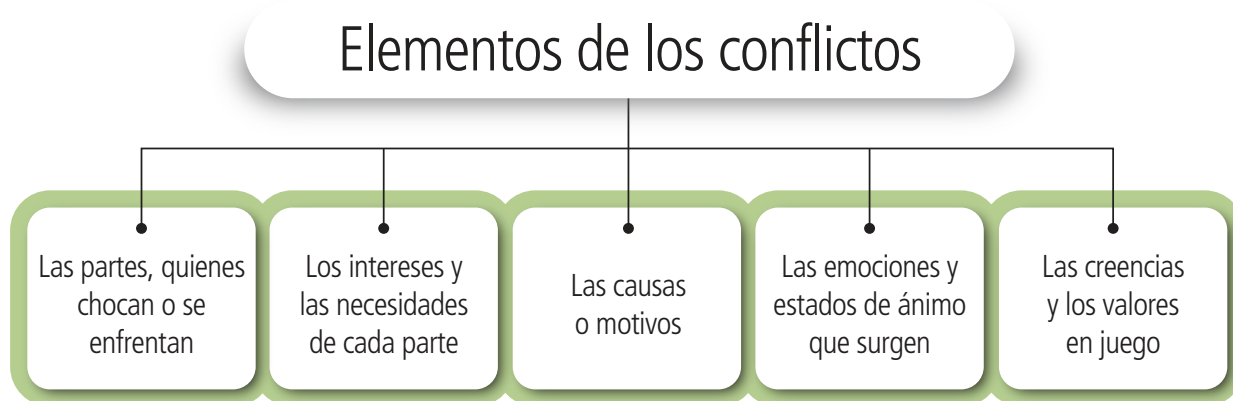 Elementos de los conflictos
Las partes, quienes
chocan o se
enfrentan
Los intereses y
las necesidades
de cada parte
Las causas
o motivos
Las emociones y
estados de ánimo
que surgen
Las creencias
y los valores
en juego